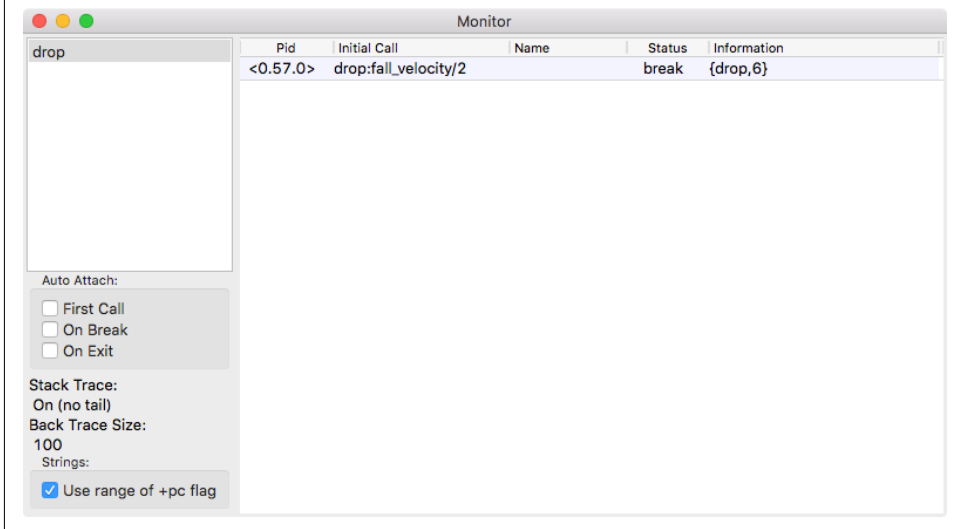 Monitor
drop
Pid Initial Call Name Status Information
<0.57.0> drop:fall_velocity/2 break {drop,6}
Auto Attach:
First Call
On Break
On Exit
Stack Trace:
On (no tail)
Back Trace Size:
100
Strings:
Use range of +pc flag